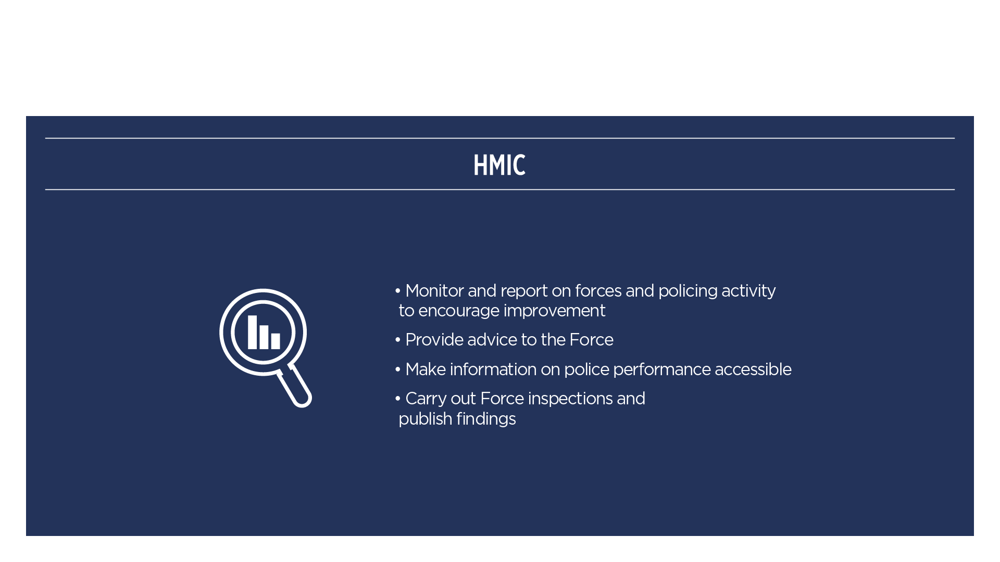 HMIC
• Monitor and report on forces and policing activity
to encourage improvement
• Provide advice to the Force
• Make information on police performance accessible
• Carry out Force inspections and
publish findings